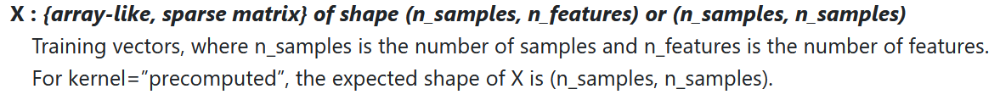 X : {array-like, sparse matrix} of shape (n_samples, n_features) or (n_samples, n_samples)
Training vectors, where n_samples is the number of samples and n_features is the number of features.
For kernel=”precomputed”, the expected shape of X is (n_samples, n_samples).